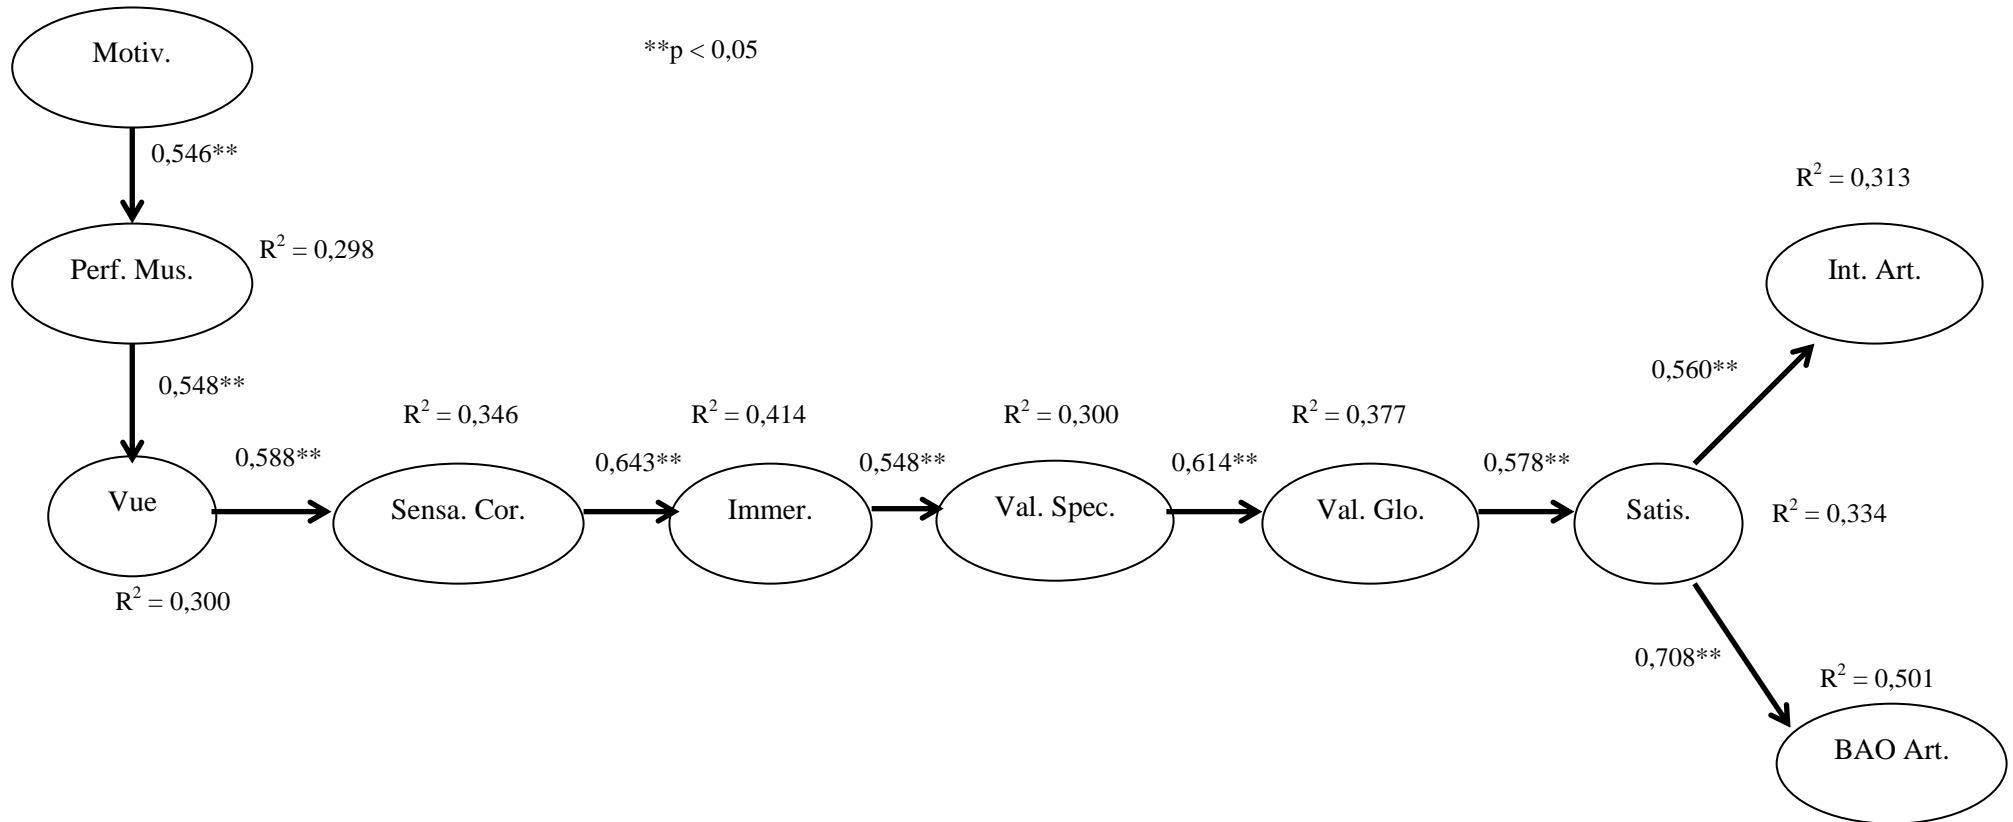 Motiv.
**p < 0,05
0,546**
R² = 0,313
Perf. Mus.
R² = 0,298
Int. Art.
0,548**
0,560**
R² = 0,346
R² = 0,414
R² = 0,300
R² = 0,377
0,588**
0,643**
0,548**
0,614**
0,578**
Vue
Sensa. Cor.
Immer.
Val. Spec.
Val. Glo.
Satis.
R² = 0,334
R² = 0,300
0,708**
R² = 0,501
BAO Art.